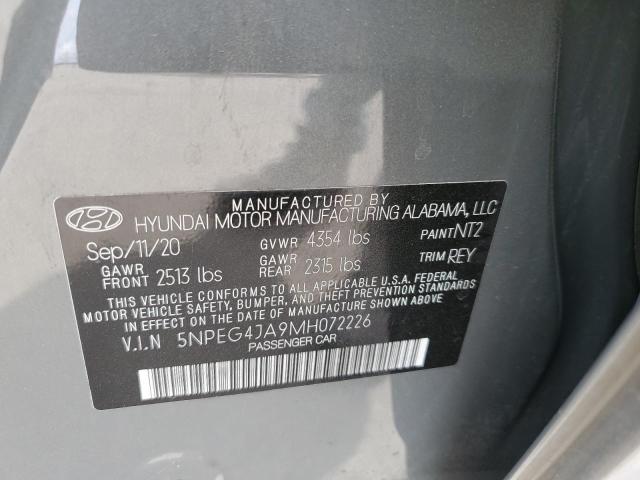 MANUFACTURED BY
HYUNDAI MOTOR MANUFACTURING ALABAMA, LLC
Sep/11/20 GVWR 4354 lbs PAINT NT2
GAWR FRONT 2513 lbs GAWR REAR 2315 lbs TRIM REY
THIS VEHICLE CONFORMS TO ALL APPLICABLE U.S.A. FEDERAL
MOTOR VEHICLE SAFETY, BUMPER, AND THEFT PREVENTION STANDARDS
IN EFFECT ON THE DATE OF MANUFACTURE SHOWN ABOVE.
V.I.N 5NPEG4JA9MH072226
PASSENGER CAR